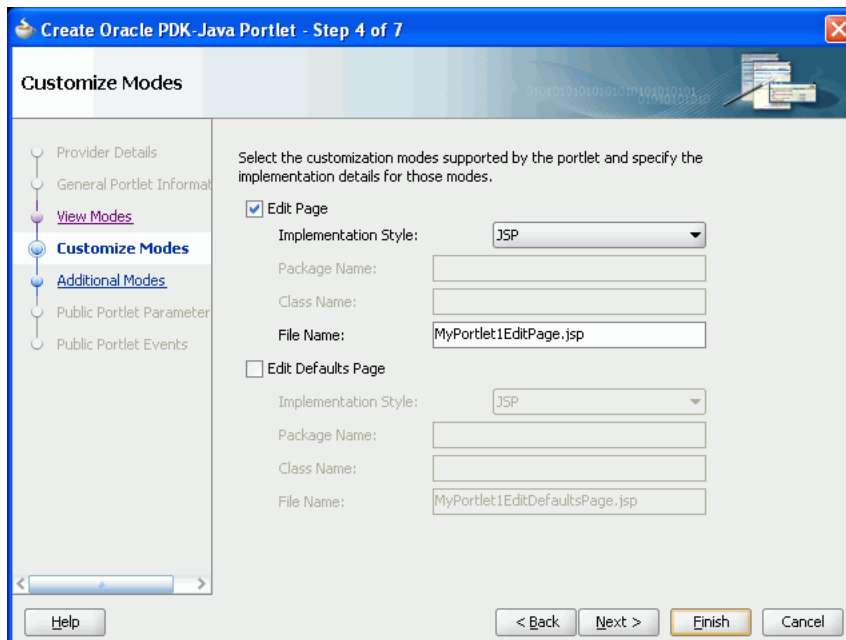 Create Oracle PDK-Java Portlet - Step 4 of 7
Customize Modes
Provider Details
General Portlet Informat
View Modes
Customize Modes
Additional Modes
Public Portlet Parameter
Public Portlet Events
Select the customization modes supported by the portlet and specify the
implementation details for those modes.
Edit Page
Implementation Style: JSP
Package Name:
Class Name:
File Name: MyPortlet1EditPage.jsp
Edit Defaults Page
Implementation Style: JSP
Package Name:
Class Name:
File Name: MyPortlet1EditDefaultsPage.jsp
Help < Back Next > Finish Cancel